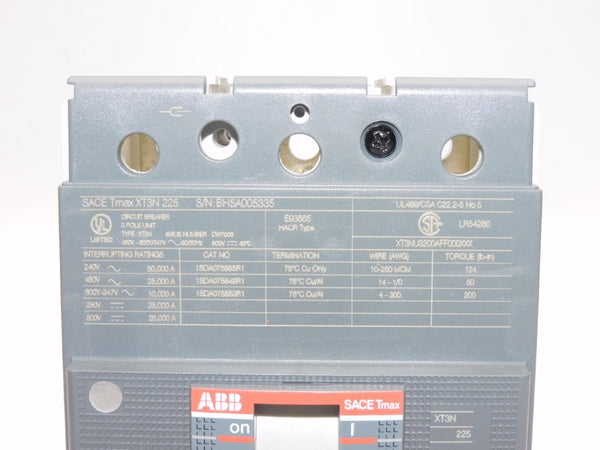 SACE Tmax XT3N 225 S/N: BH5A005335
UL489/CSA C22.2-5 No 5
UL
LISTED
CIRCUIT BREAKER
3 POLE UNIT
TYPE: XT3N ISSUE NUMBER
E93565
HACR Type
LR54280
XT3NU3200AFF000XXX
INTERRUPTING RATINGS CAT NO TERMINATION WIRE (AWG) TORQUE (lb-in)
240V 50,000 A 1SDA075885R1 75°C Cu Only 10-250 MCM 124
480V 25,000 A 75°C Cu/Al 14 - 1/0 50
600Y-347V 10,000 A 75°C Cu/Al 4 - 300 200
250V 25,000 A
500V 25,000 A
ABB SACE Tmax
on I
XT3N
225